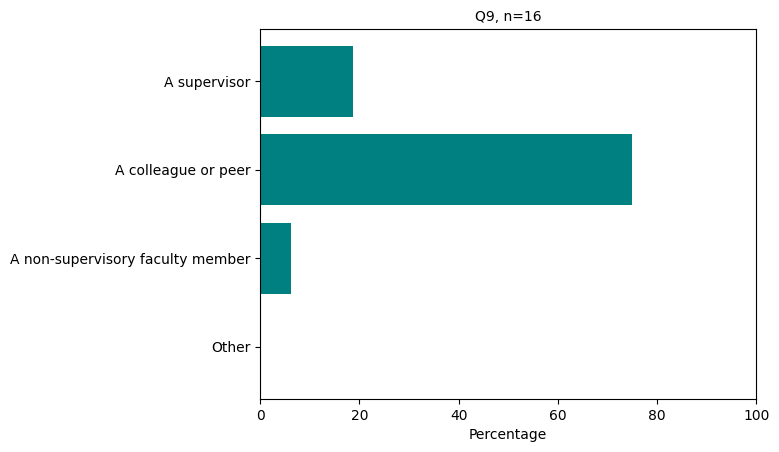 Q9, n=16
A supervisor
A colleague or peer
A non-supervisory faculty member
Other
0 20 40 60 80 100
Percentage